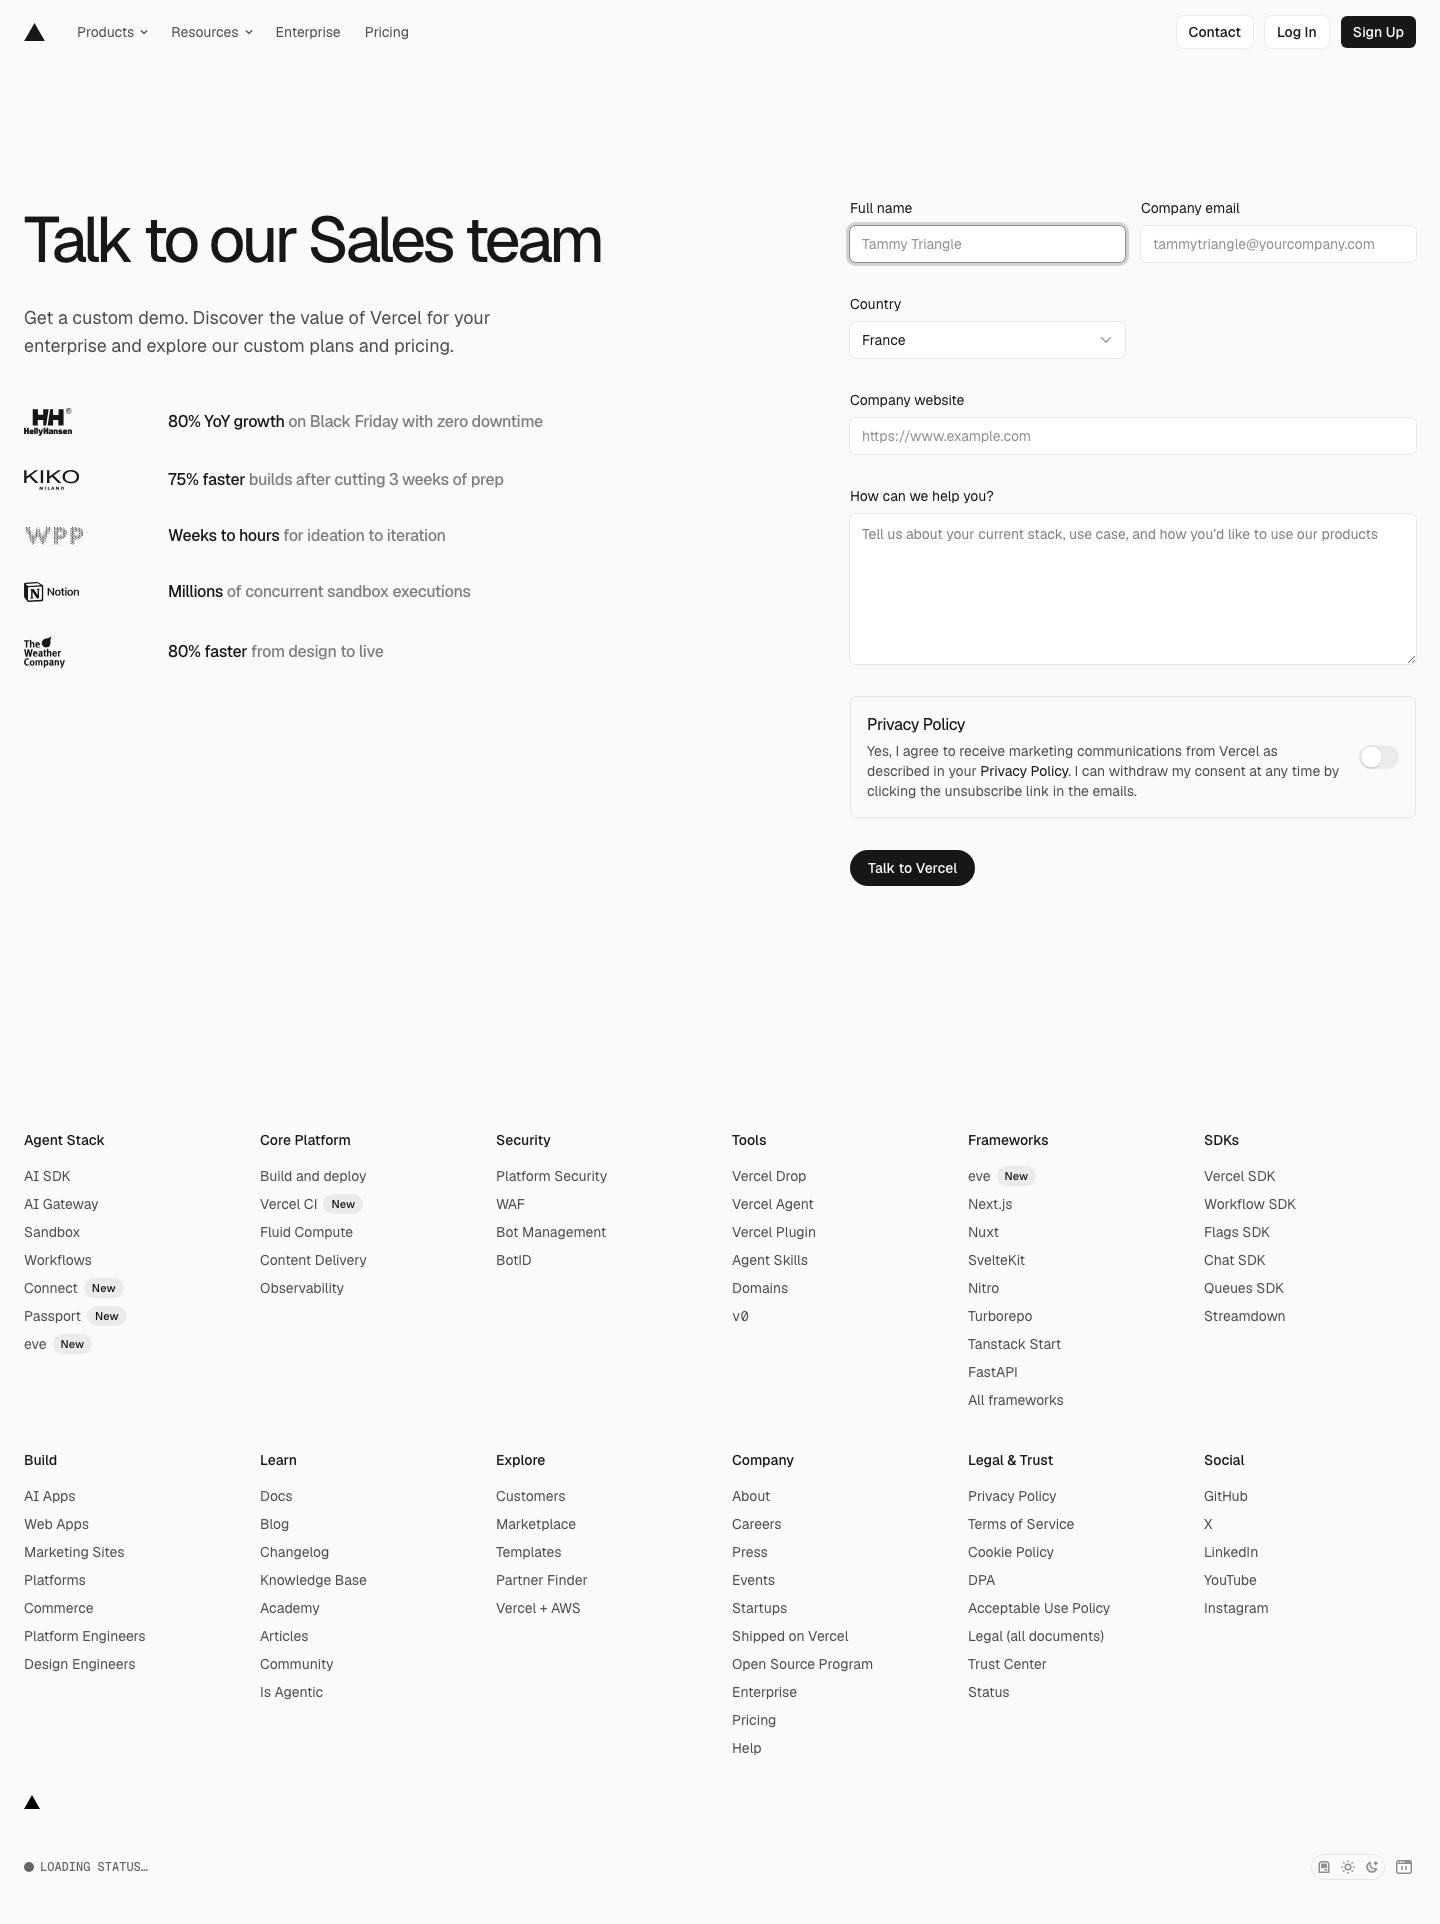 Products
Resources
Enterprise
Pricing
Contact
Log In
Sign Up
Talk to our Sales team
Get a custom demo. Discover the value of Vercel for your
enterprise and explore our custom plans and pricing.
HH®
HellyHansen
80% YoY growth on Black Friday with zero downtime
KIKO
MILANO
75% faster builds after cutting 3 weeks of prep
WPP
Weeks to hours for ideation to iteration
Notion
Millions of concurrent sandbox executions
The
Weather
Company
80% faster from design to live
Full name
Tammy Triangle
Company email
tammytriangle@yourcompany.com
Country
France
Company website
https://www.example.com
How can we help you?
Tell us about your current stack, use case, and how you'd like to use our products
Privacy Policy
Yes, I agree to receive marketing communications from Vercel as
described in your Privacy Policy. I can withdraw my consent at any time by
clicking the unsubscribe link in the emails.
Talk to Vercel
Agent Stack
AI SDK
AI Gateway
Sandbox
Workflows
Connect New
Passport New
eve New
Core Platform
Build and deploy
Vercel CI New
Fluid Compute
Content Delivery
Observability
Security
Platform Security
WAF
Bot Management
BotID
Tools
Vercel Drop
Vercel Agent
Vercel Plugin
Agent Skills
Domains
v0
Frameworks
eve New
Next.js
Nuxt
SvelteKit
Nitro
Turborepo
Tanstack Start
FastAPI
All frameworks
SDKs
Vercel SDK
Workflow SDK
Flags SDK
Chat SDK
Queues SDK
Streamdown
Build
AI Apps
Web Apps
Marketing Sites
Platforms
Commerce
Platform Engineers
Design Engineers
Learn
Docs
Blog
Changelog
Knowledge Base
Academy
Articles
Community
Is Agentic
Explore
Customers
Marketplace
Templates
Partner Finder
Vercel + AWS
Company
About
Careers
Press
Events
Startups
Shipped on Vercel
Open Source Program
Enterprise
Pricing
Help
Legal & Trust
Privacy Policy
Terms of Service
Cookie Policy
DPA
Acceptable Use Policy
Legal (all documents)
Trust Center
Status
Social
GitHub
X
LinkedIn
YouTube
Instagram
LOADING STATUS…